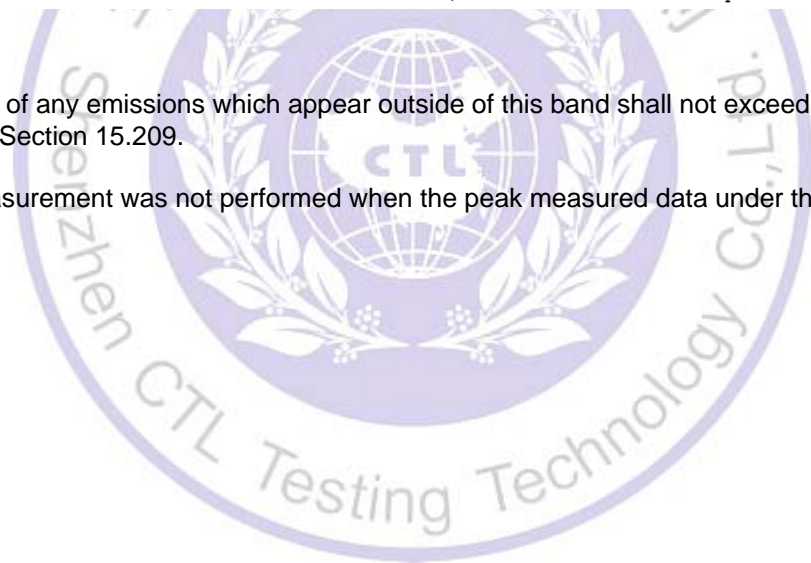 of any emissions which appear outside of this band shall not exceed
Section 15.209.
asurement was not performed when the peak measured data under th
CTL
Shenzhen CTL Testing Technology Co.,Ltd.